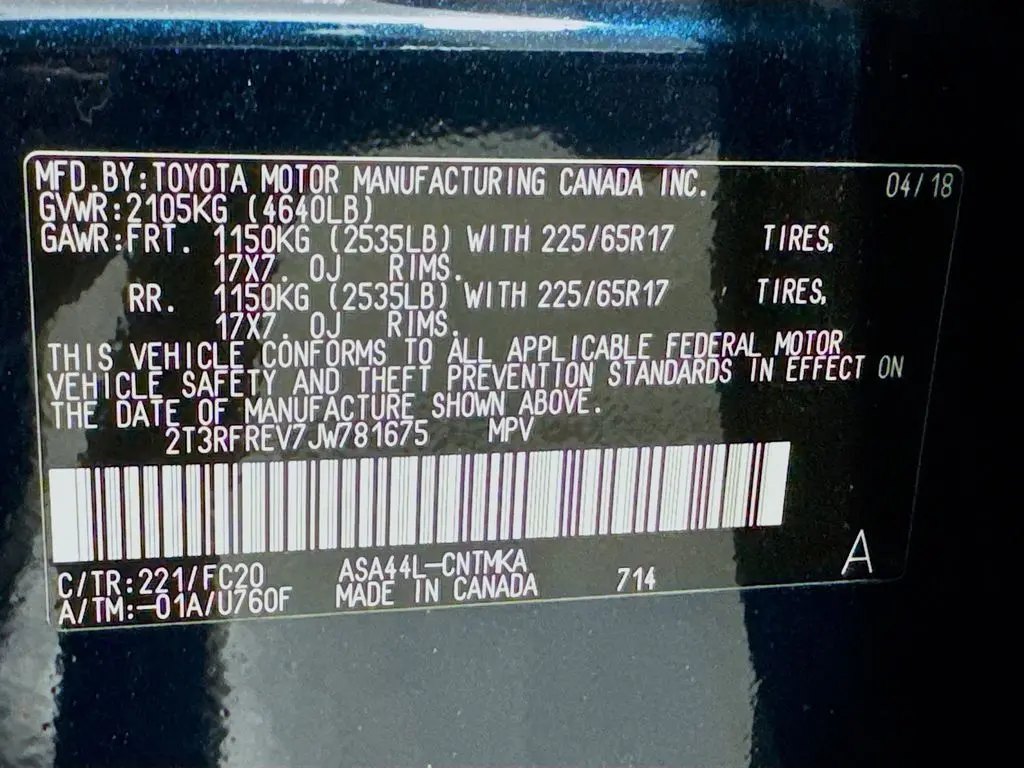 MFD.BY:TOYOTA MOTOR MANUFACTURING CANADA INC. 04/18
GVWR:2105KG (4640LB)
GAWR:FRT. 1150KG (2535LB) WITH 225/65R17 TIRES,
17X7. 0J RIMS.
RR. 1150KG (2535LB) WITH 225/65R17 TIRES,
17X7. 0J RIMS.
THIS VEHICLE CONFORMS TO ALL APPLICABLE FEDERAL MOTOR
VEHICLE SAFETY AND THEFT PREVENTION STANDARDS IN EFFECT ON
THE DATE OF MANUFACTURE SHOWN ABOVE.
2T3RFREV7JW781675 MPV
C/TR:221/FC20 ASA44L-CNTMKA 714 A
A/TM:-01A/U760F MADE IN CANADA